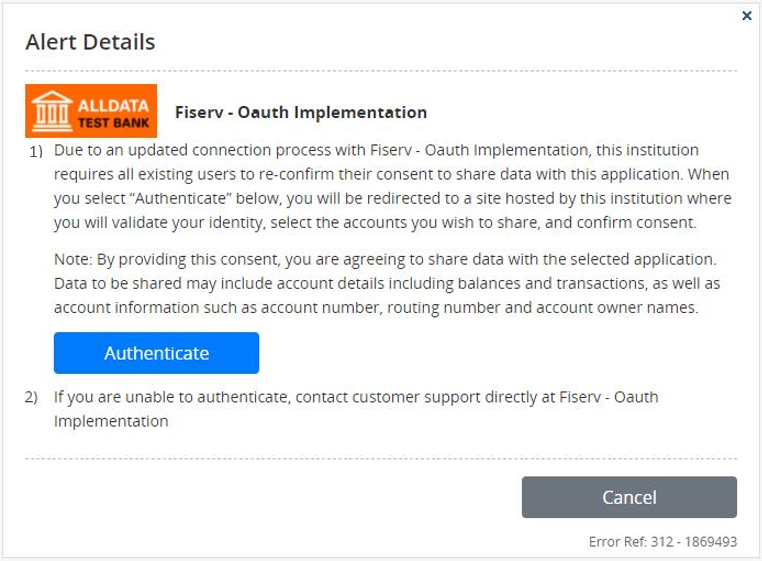 Alert Details
ALLDATA
TEST BANK
Fiserv - Oauth Implementation
1) Due to an updated connection process with Fiserv - Oauth Implementation, this institution
requires all existing users to re-confirm their consent to share data with this application. When
you select “Authenticate” below, you will be redirected to a site hosted by this institution where
you will validate your identity, select the accounts you wish to share, and confirm consent.
Note: By providing this consent, you are agreeing to share data with the selected application.
Data to be shared may include account details including balances and transactions, as well as
account information such as account number, routing number and account owner names.
Authenticate
2) If you are unable to authenticate, contact customer support directly at Fiserv - Oauth
Implementation
Cancel
Error Ref: 312 - 1869493